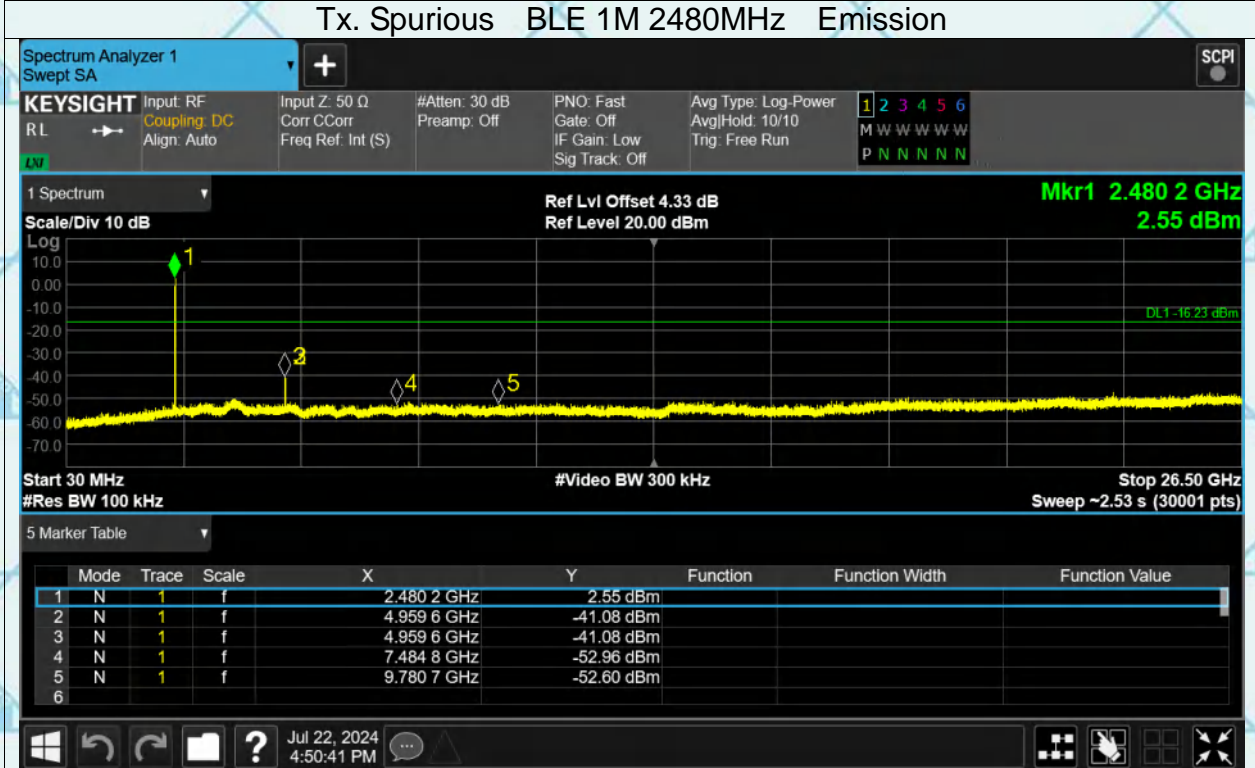 Tx. Spurious BLE 1M 2480MHz Emission
Spectrum Analyzer 1
Swept SA
+
SCPI
KEYSIGHT
RL
LXI
Input: RF
Coupling: DC
Align: Auto
Input Z: 50 Ω
Corr CCorr
Freq Ref: Int (S)
#Atten: 30 dB
Preamp: Off
PNO: Fast
Gate: Off
IF Gain: Low
Sig Track: Off
Avg Type: Log-Power
Avg|Hold: 10/10
Trig: Free Run
1 2 3 4 5 6
M W W W W W
P N N N N N
1 Spectrum
Scale/Div 10 dB
Ref Lvl Offset 4.33 dB
Ref Level 20.00 dBm
Mkr1 2.480 2 GHz
2.55 dBm
Log
10.0
0.00
-10.0
-20.0
-30.0
-40.0
-50.0
-60.0
-70.0
1
3
4
5
DL1 -16.23 dBm
Start 30 MHz
#Res BW 100 kHz
#Video BW 300 kHz
Stop 26.50 GHz
Sweep ~2.53 s (30001 pts)
5 Marker Table
Mode Trace Scale X Y Function Function Width Function Value
1 N 1 f 2.480 2 GHz 2.55 dBm
2 N 1 f 4.959 6 GHz -41.08 dBm
3 N 1 f 4.959 6 GHz -41.08 dBm
4 N 1 f 7.484 8 GHz -52.96 dBm
5 N 1 f 9.780 7 GHz -52.60 dBm
6
?
Jul 22, 2024
4:50:41 PM